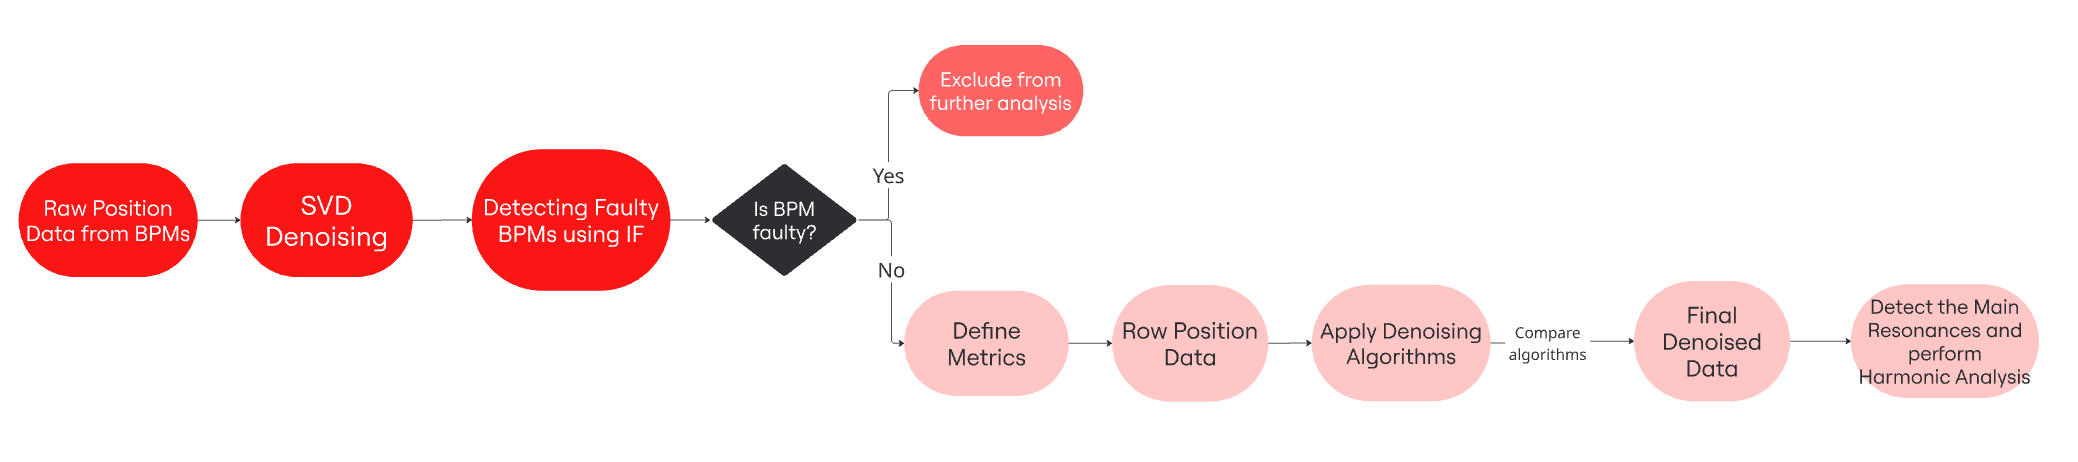 Raw Position
Data from BPMs
SVD
Denoising
Detecting Faulty
BPMs using IF
Is BPM
faulty?
Yes
Exclude from
further analysis
No
Define
Metrics
Row Position
Data
Apply Denoising
Algorithms
Compare
algorithms
Final
Denoised
Data
Detect the Main
Resonances and
perform
Harmonic Analysis